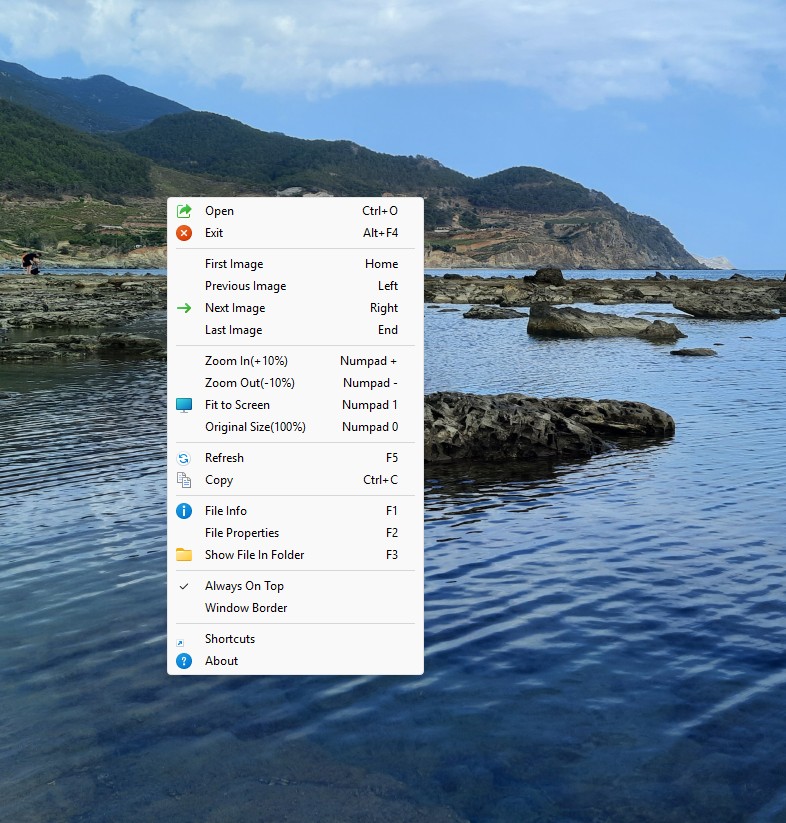 Open Ctrl+O
Exit Alt+F4
First Image Home
Previous Image Left
Next Image Right
Last Image End
Zoom In(+10%) Numpad +
Zoom Out(-10%) Numpad -
Fit to Screen Numpad 1
Original Size(100%) Numpad 0
Refresh F5
Copy Ctrl+C
File Info F1
File Properties F2
Show File In Folder F3
Always On Top
Window Border
Shortcuts
About